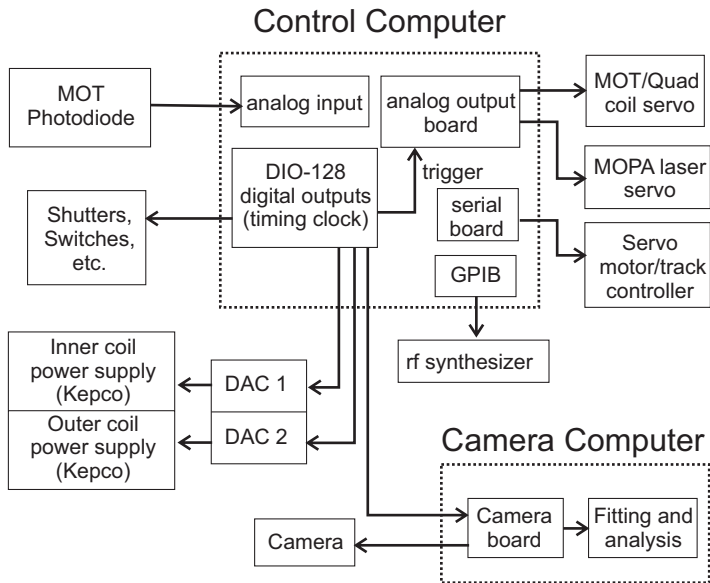 Control Computer
MOT
Photodiode
analog input
analog output
board
MOT/Quad
coil servo
MOPA laser
servo
DIO-128
digital outputs
(timing clock)
trigger
Shutters,
Switches,
etc.
serial
board
Servo
motor/track
controller
GPIB
rf synthesizer
Inner coil
power supply
(Kepco)
DAC 1
Outer coil
power supply
(Kepco)
DAC 2
Camera Computer
Camera
board
Fitting and
analysis
Camera